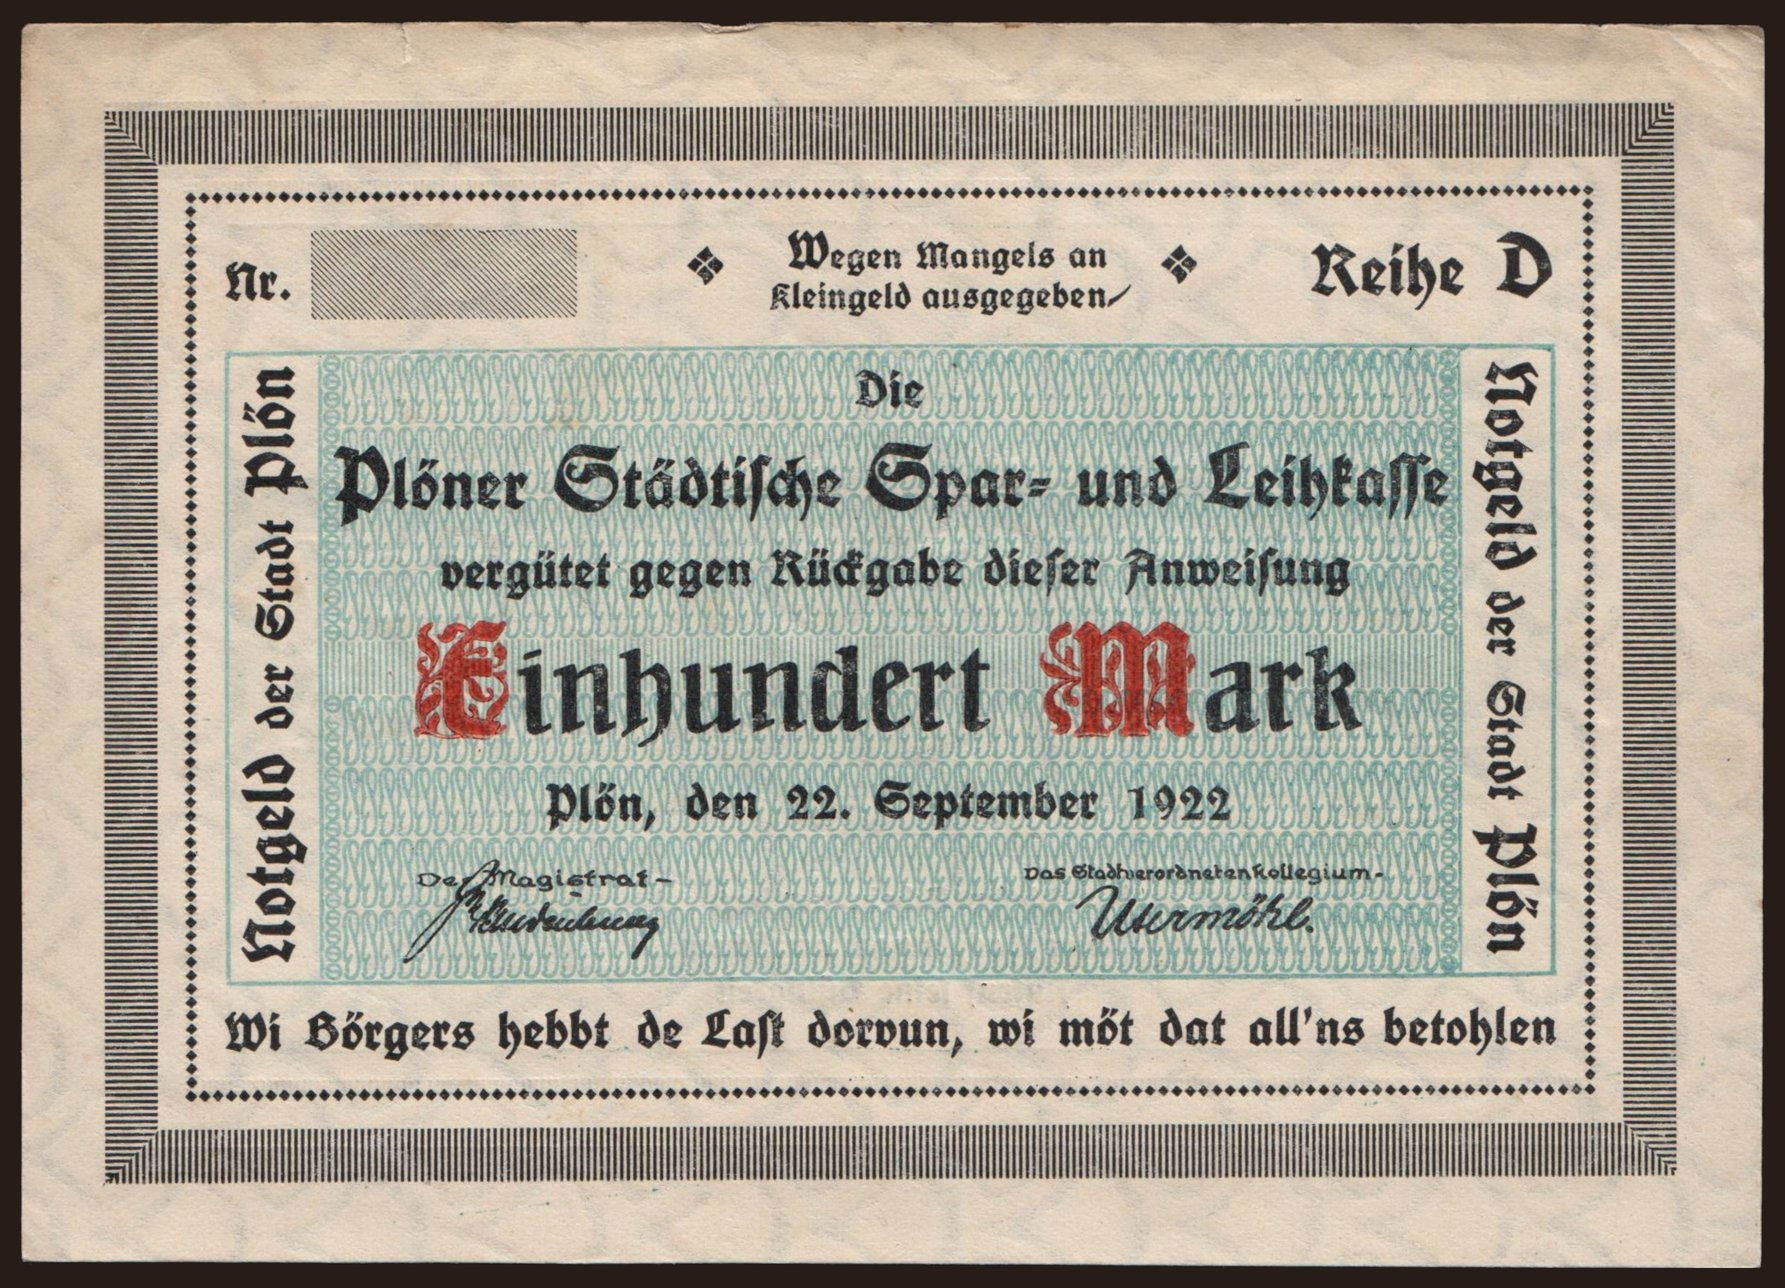 Nr.
Wegen Mangels an
Kleingeld ausgegeben
Reihe D
Notgeld der Stadt Plön
Die
Plöner Städtische Spar- und Leihkasse
vergütet gegen Rückgabe dieser Anweisung
Einhundert Mark
Plön, den 22. September 1922
Der Magistrat-
Das Stadtverordnetenkollegium-
Notgeld der Stadt Plön
Wi Börgers hebbt de Last dorvun, wi möt dat all'ns betohlen